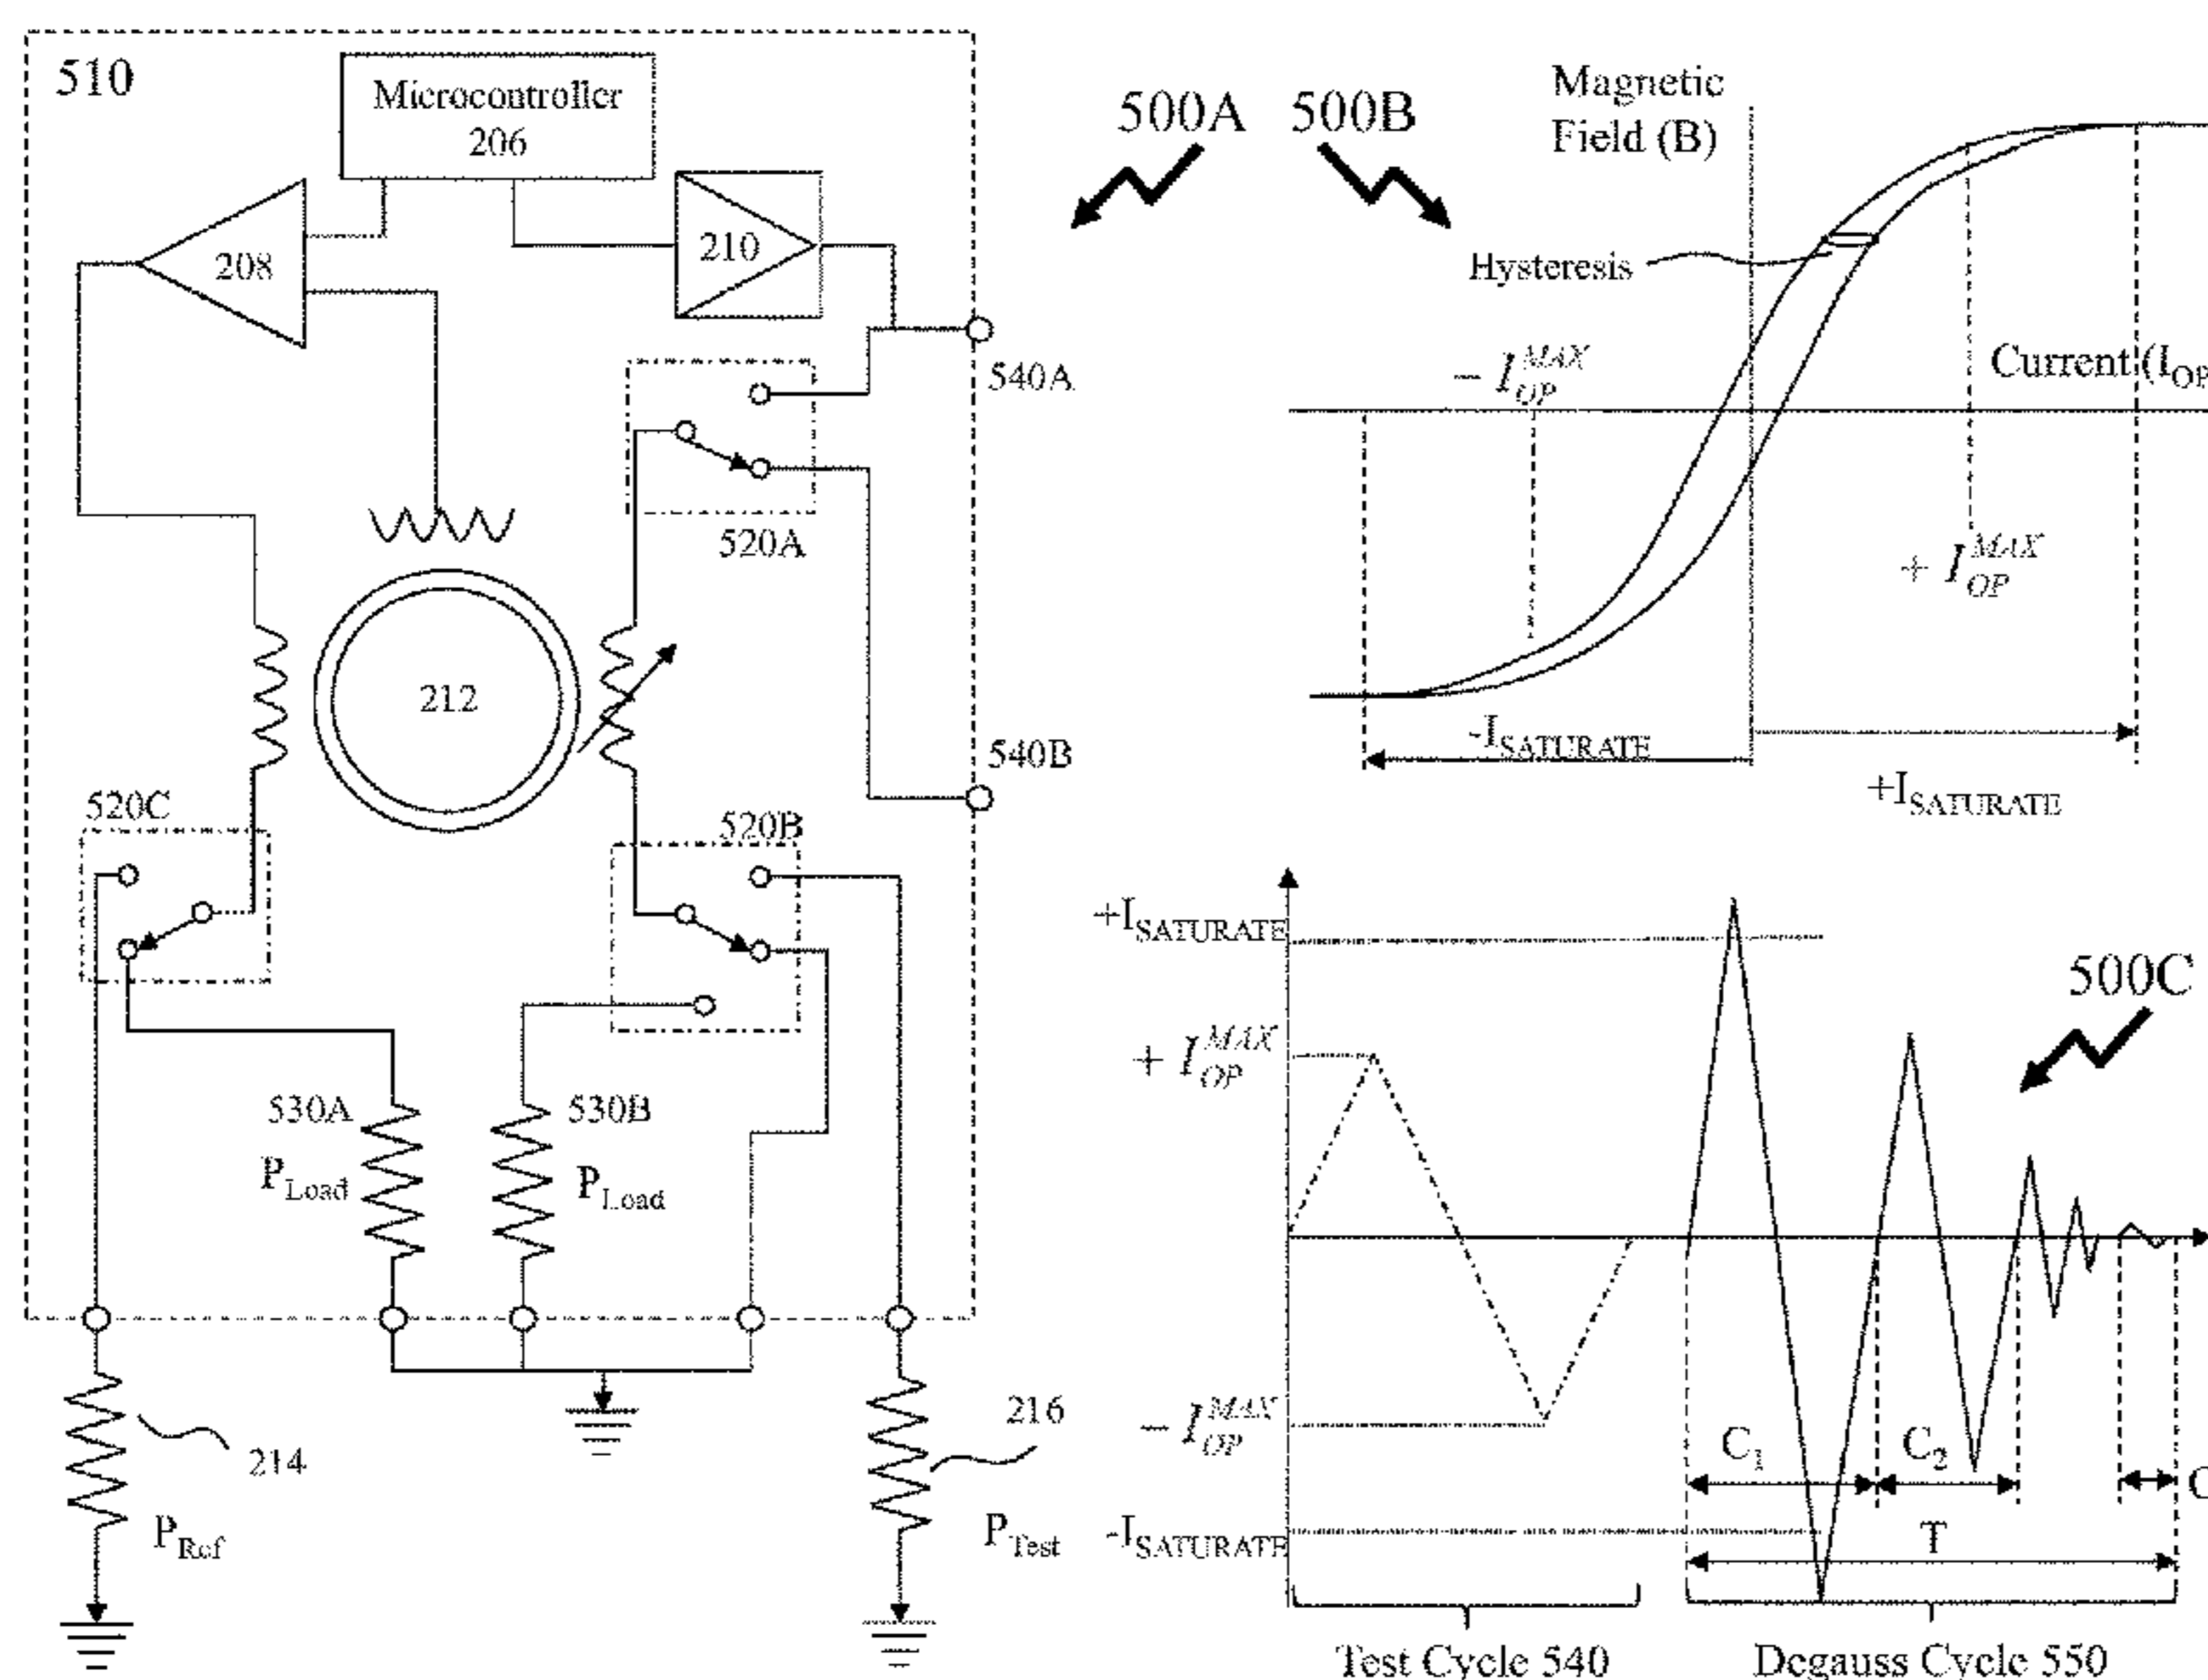 510
Microcontroller
206
208
210
540A
520A
212
540B
520C
520B
530A
P_Load
530B
P_Load
214
P_Ref
216
P_Test
500A
500B
Magnetic
Field (B)
Hysteresis
- I_OP^MAX
Current (I_OP
+ I_OP^MAX
-I_SATURATE
+I_SATURATE
500C
+I_SATURATE
+ I_OP^MAX
- I_OP^MAX
-I_SATURATE
C_1
C_2
T
Test Cycle 540
Degauss Cycle 550